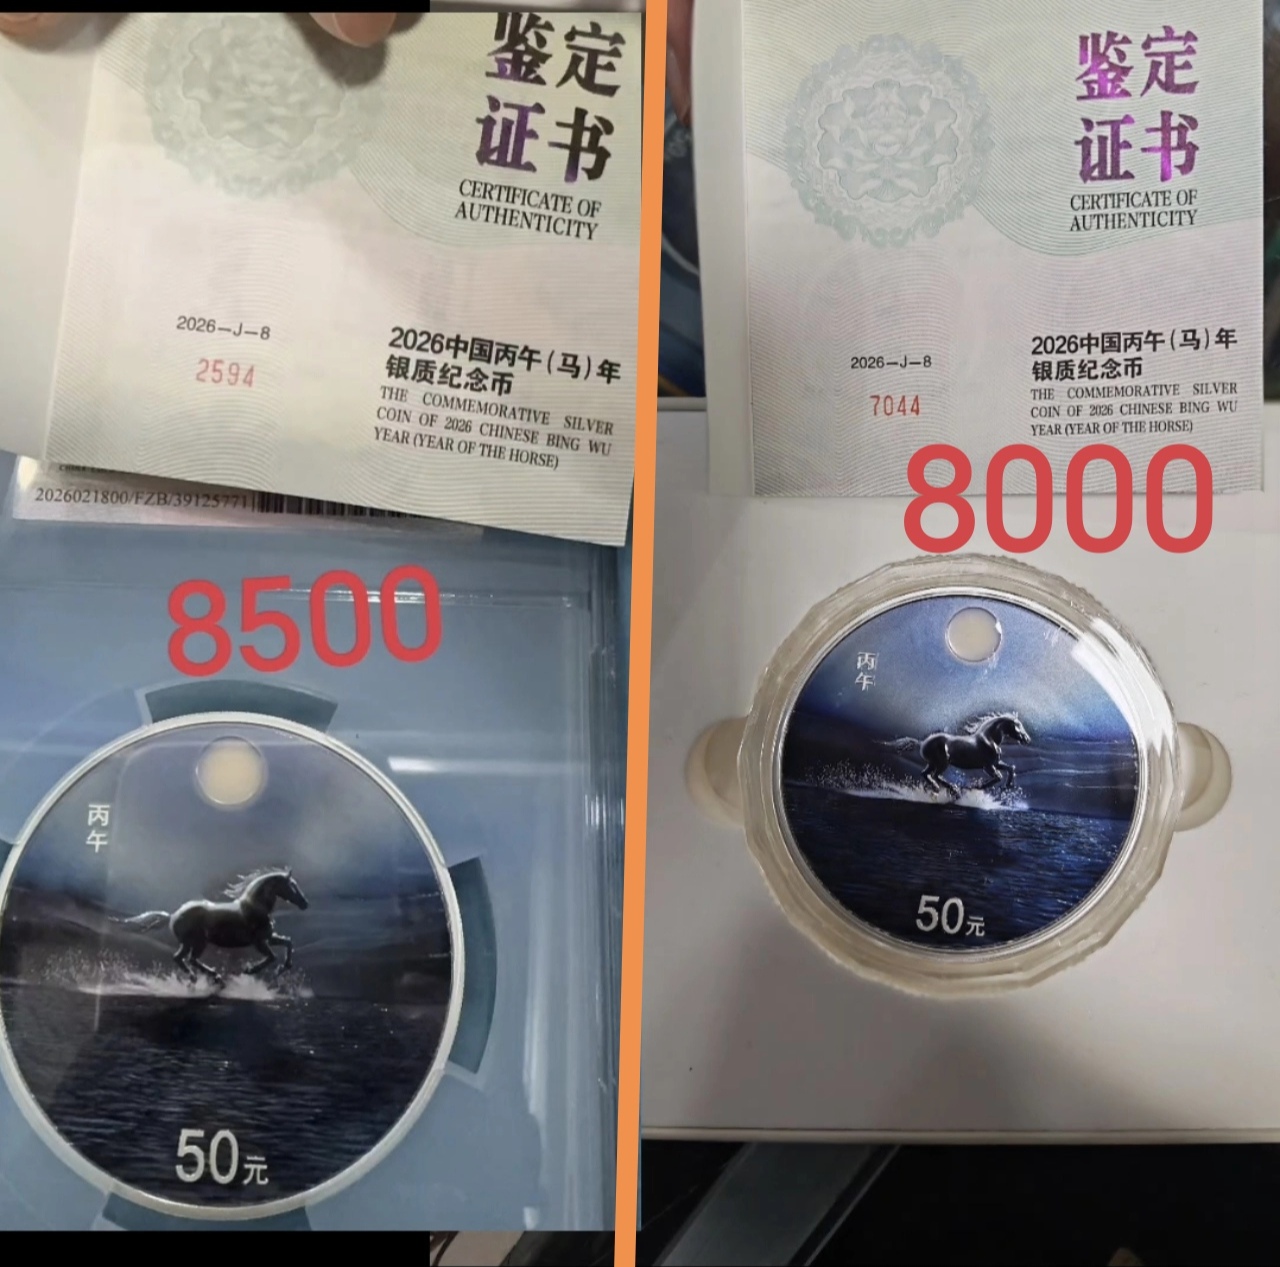 鉴定
证书
CERTIFICATE OF
AUTHENTICITY
2026-J-8
2594
2026中国丙午(马)年
银质纪念币
THE COMMEMORATIVE SILVER
COIN OF 2026 CHINESE BING WU
YEAR (YEAR OF THE HORSE)
2026021800/FZB/39125771
8500
丙
午
50元
鉴定
证书
CERTIFICATE OF
AUTHENTICITY
2026-J-8
7044
2026中国丙午(马)年
银质纪念币
THE COMMEMORATIVE SILVER
COIN OF 2026 CHINESE BING WU
YEAR (YEAR OF THE HORSE)
8000
丙
午
50元